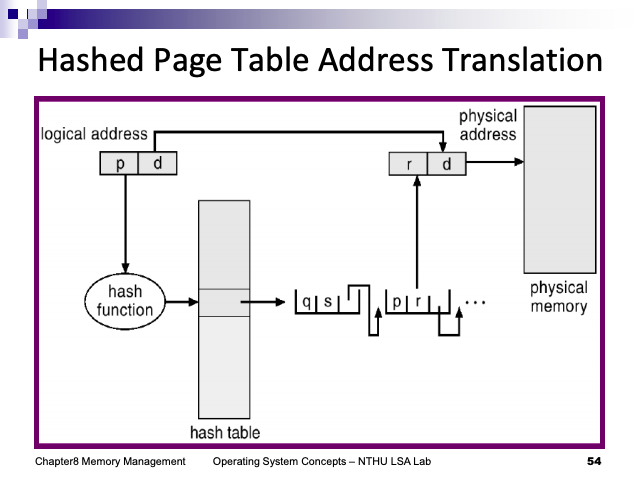 Hashed Page Table Address Translation
logical address
physical
address
p d
r d
hash
function
q s
p r
...
physical
memory
hash table
Chapter8 Memory Management
Operating System Concepts – NTHU LSA Lab
54